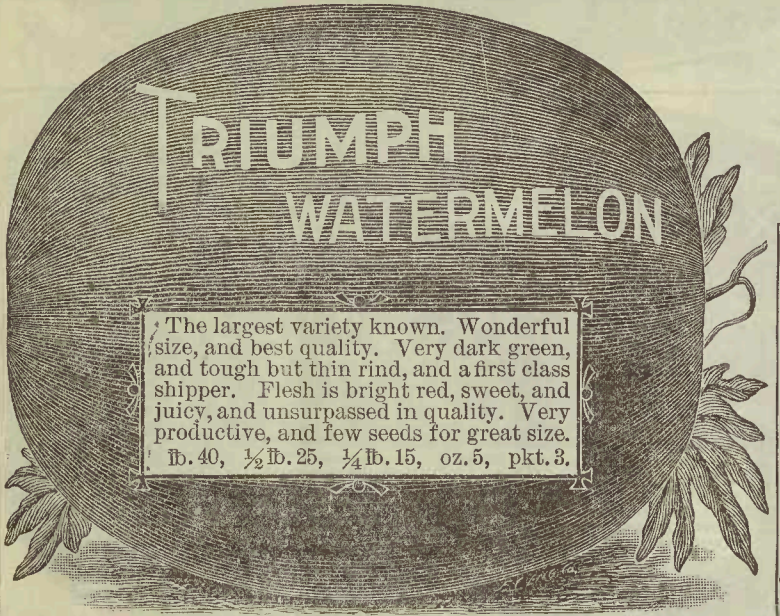 TRIUMPH
WATERMELON
The largest variety known. Wonderful
size, and best quality. Very dark green,
and tough but thin rind, and a first class
shipper. Flesh is bright red, sweet, and
juicy, and unsurpassed in quality. Very
productive, and few seeds for great size.
lb. 40, ½ lb. 25, ¼ lb. 15, oz. 5, pkt. 3.